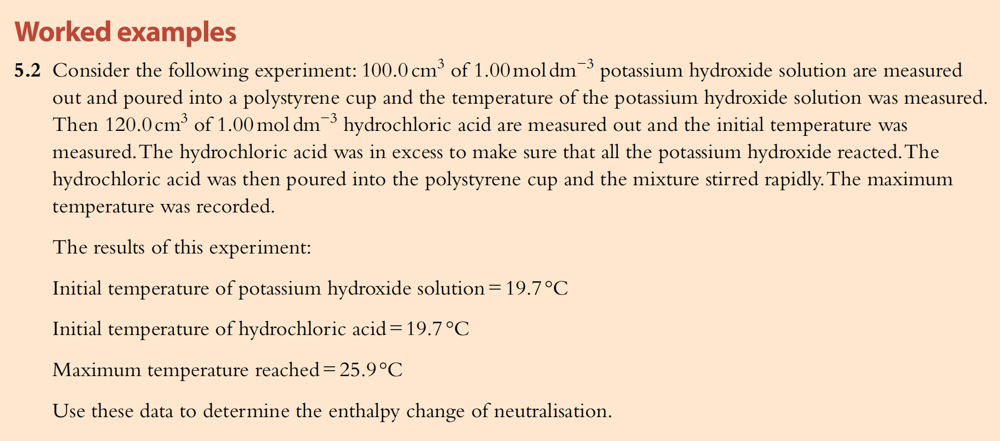 Worked examples
5.2 Consider the following experiment: 100.0 cm³ of 1.00 mol dm⁻³ potassium hydroxide solution are measured
out and poured into a polystyrene cup and the temperature of the potassium hydroxide solution was measured.
Then 120.0 cm³ of 1.00 mol dm⁻³ hydrochloric acid are measured out and the initial temperature was
measured. The hydrochloric acid was in excess to make sure that all the potassium hydroxide reacted. The
hydrochloric acid was then poured into the polystyrene cup and the mixture stirred rapidly. The maximum
temperature was recorded.
The results of this experiment:
Initial temperature of potassium hydroxide solution = 19.7 °C
Initial temperature of hydrochloric acid = 19.7 °C
Maximum temperature reached = 25.9 °C
Use these data to determine the enthalpy change of neutralisation.